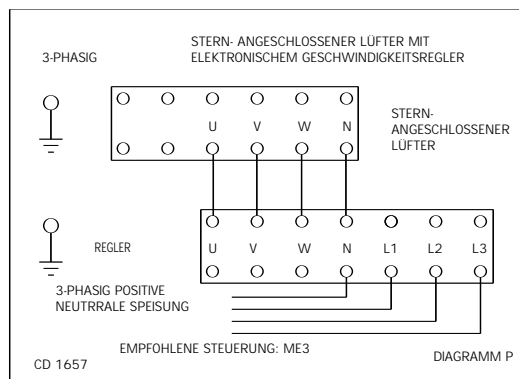 STERN- ANGESCHLOSSENER LÜFTER MIT
ELEKTRONISCHEM GESCHWINDIGKEITSREGLER
3-PHASIG
U V W N
STERN-
ANGESCHLOSSENER
LÜFTER
REGLER
U V W N L1 L2 L3
3-PHASIG POSITIVE
NEUTRRALE SPEISUNG
EMPFOHLENE STEUERUNG: ME3
CD 1657
DIAGRAMM P